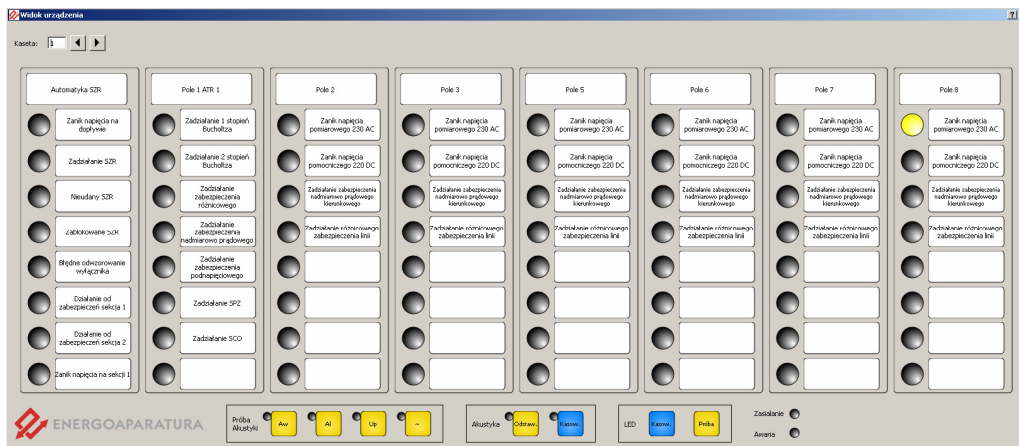 Widok urządzenia
?
Kaseta:
Automatyka SZR
Zanik napięcia na
dopływie
Zadziałanie SZR
Nieudany SZR
Zablokowane SZR
Błędne odwzorowanie
wyłącznika
Działanie od
zabezpieczeń sekcja 1
Działanie od
zabezpieczeń sekcja 2
Zanik napięcia na sekcji 1
Pole 1 ATR 1
Zadziałanie 1 stopień
Bucholtza
Zadziałanie 2 stopień
Bucholtza
Zadziałanie
zabezpieczenia
różnicowego
Zadziałanie
zabezpieczenia
nadmiarowo prądowego
Zadziałanie
zabezpieczenia
podnapięciowego
Zadziałanie SPZ
Zadziałanie SCO
Pole 2
Zanik napięcia
pomiarowego 230 AC
Zanik napięcia
pomocniczego 220 DC
Zadziałanie zabezpieczenia
nadmiarowo prądowego
kierunkowego
Zadziałanie różnicowego
zabezpieczenia linii
Pole 3
Zanik napięcia
pomiarowego 230 AC
Zanik napięcia
pomocniczego 220 DC
Zadziałanie zabezpieczenia
nadmiarowo prądowego
kierunkowego
Zadziałanie różnicowego
zabezpieczenia linii
Pole 5
Zanik napięcia
pomiarowego 230 AC
Zanik napięcia
pomocniczego 220 DC
Zadziałanie zabezpieczenia
nadmiarowo prądowego
kierunkowego
Zadziałanie różnicowego
zabezpieczenia linii
Pole 6
Zanik napięcia
pomiarowego 230 AC
Zanik napięcia
pomocniczego 220 DC
Zadziałanie zabezpieczenia
nadmiarowo prądowego
kierunkowego
Zadziałanie różnicowego
zabezpieczenia linii
Pole 7
Zanik napięcia
pomiarowego 230 AC
Zanik napięcia
pomocniczego 220 DC
Zadziałanie zabezpieczenia
nadmiarowo prądowego
kierunkowego
Zadziałanie różnicowego
zabezpieczenia linii
Pole 8
Zanik napięcia
pomiarowego 230 AC
Zanik napięcia
pomocniczego 220 DC
Zadziałanie zabezpieczenia
nadmiarowo prądowego
kierunkowego
Zadziałanie różnicowego
zabezpieczenia linii
ENERGOAPARATURA
Próba
Akustyki
Aw
Al
Up
~
Akustyka
Odstaw.
Kasow.
LED
Kasow.
Próba
Zasialanie
Awaria